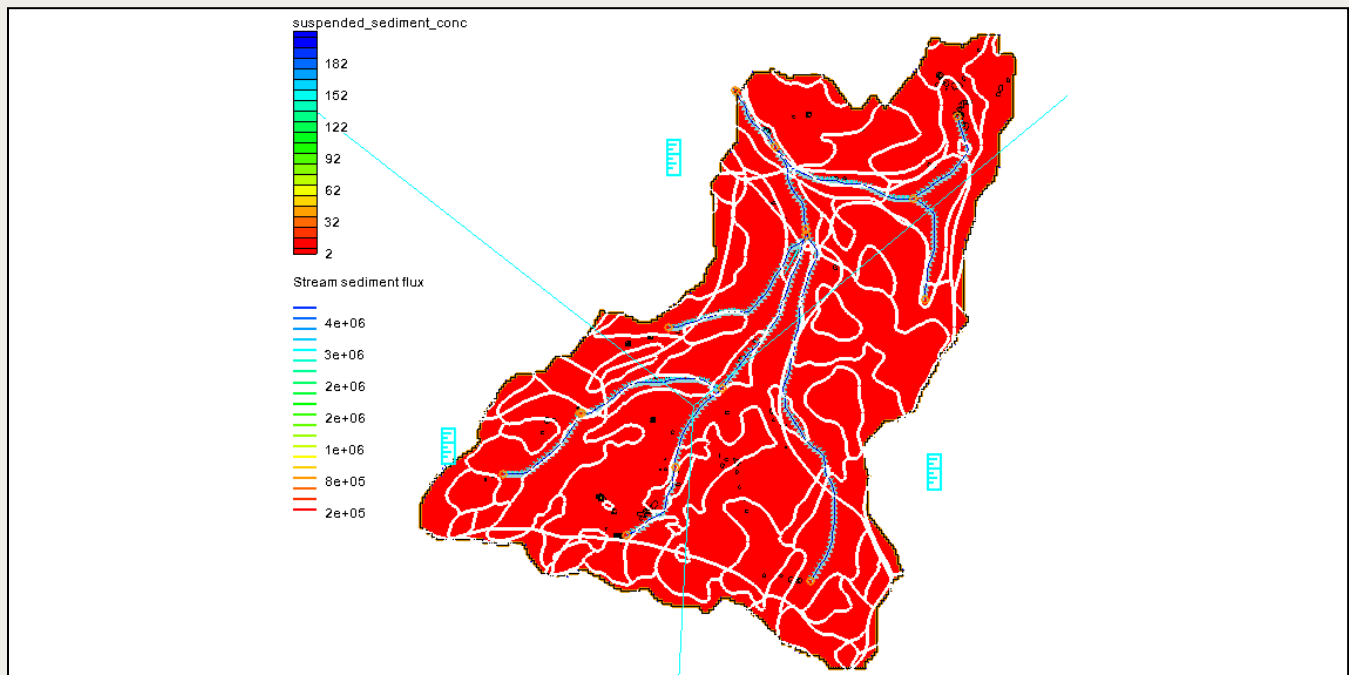 suspended_sediment_conc
182
152
122
92
62
32
2
Stream sediment flux
4e+06
3e+06
2e+06
2e+06
1e+06
8e+05
2e+05